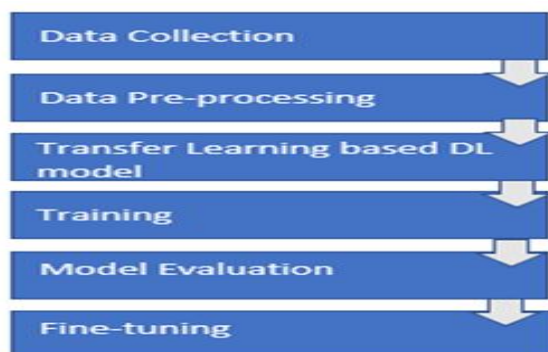 Data Collection
Data Pre-processing
Transfer Learning based DL
model
Training
Model Evaluation
Fine-tuning